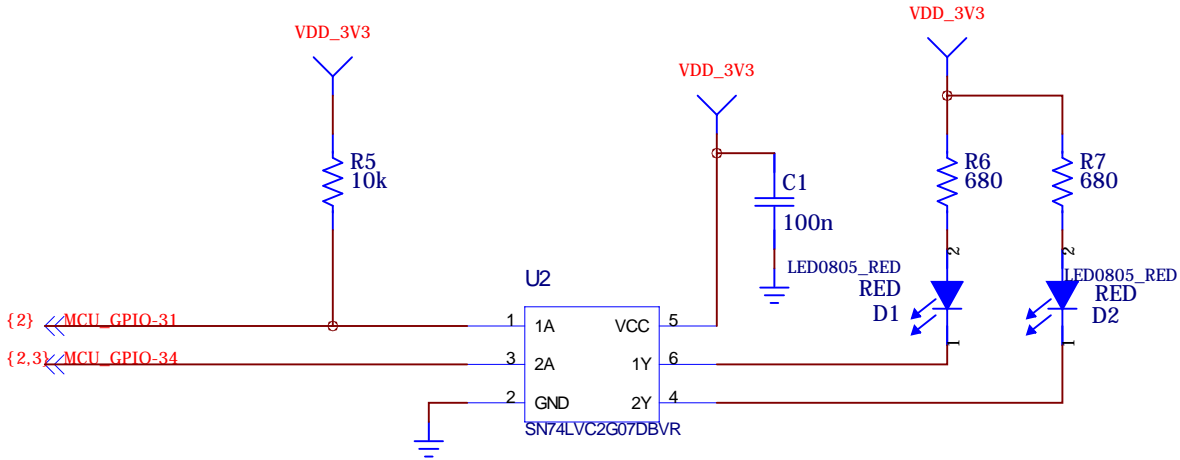 VDD_3V3
VDD_3V3
VDD_3V3
R5
10k
R6
680
R7
680
C1
100n
2
2
LED0805_RED
RED
D1
LED0805_RED
RED
D2
1
1
U2
{2}
MCU_GPIO-31
1
1A
VCC
5
{2,3}
MCU_GPIO-34
3
2A
1Y
6
2
GND
2Y
4
SN74LVC2G07DBVR